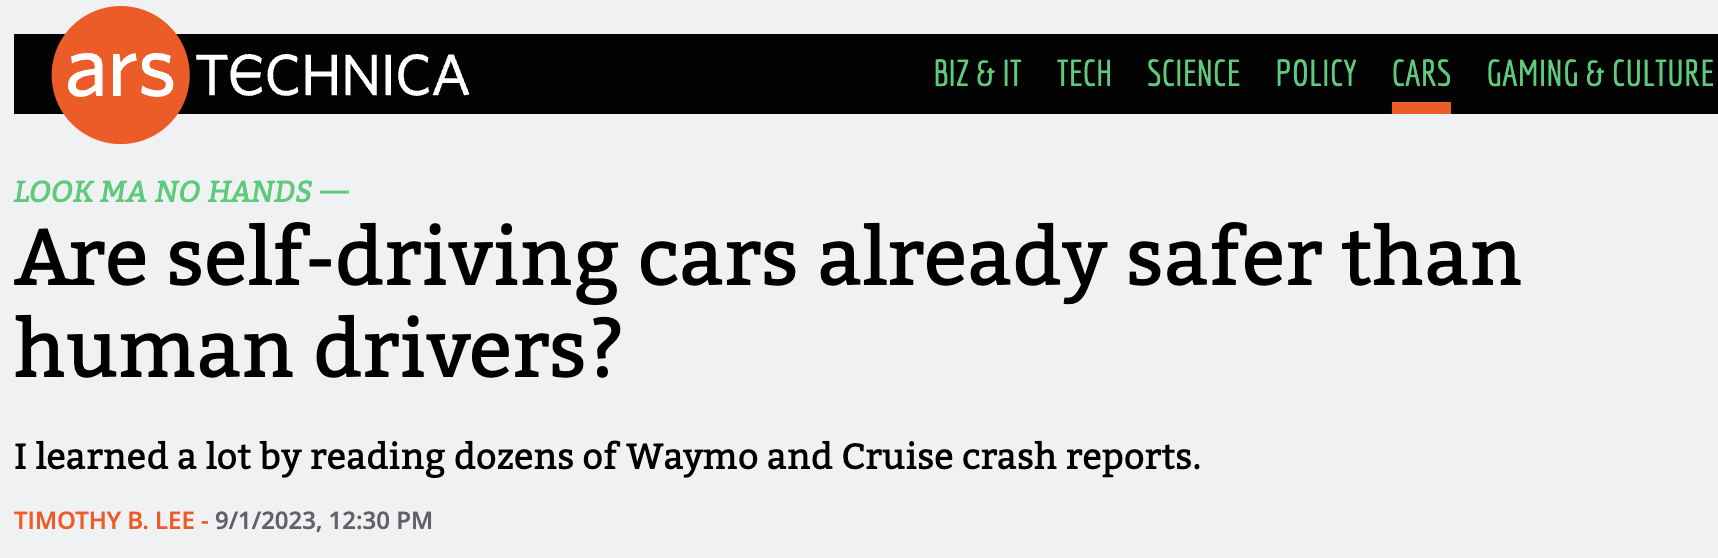 ars TECHNICA
BIZ & IT TECH SCIENCE POLICY CARS GAMING & CULTURE
LOOK MA NO HANDS —
Are self-driving cars already safer than
human drivers?
I learned a lot by reading dozens of Waymo and Cruise crash reports.
TIMOTHY B. LEE - 9/1/2023, 12:30 PM